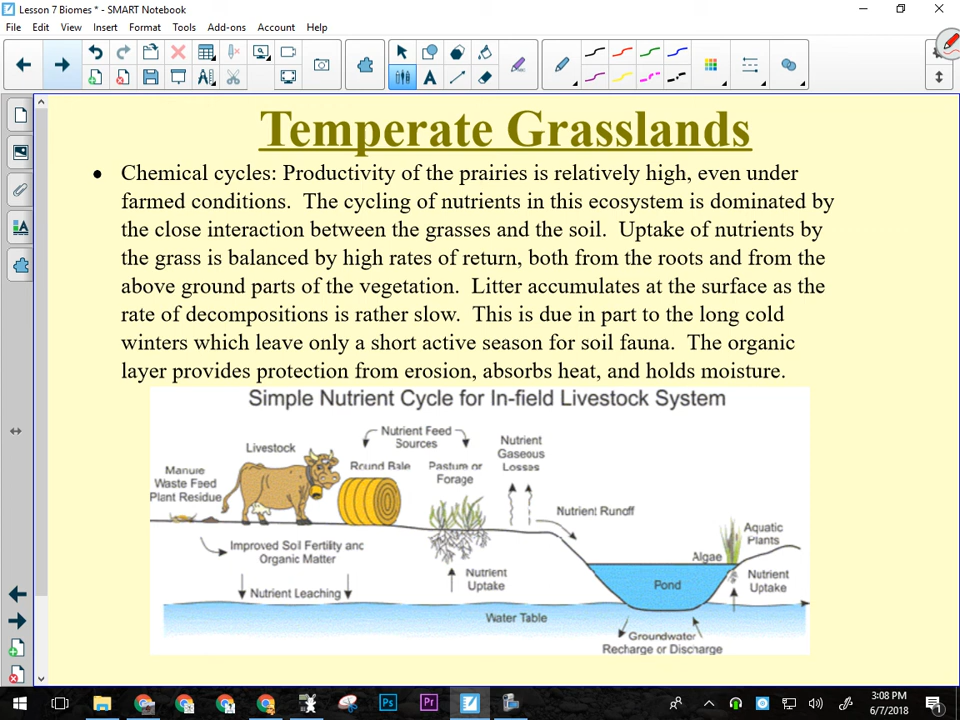 Lesson 7 Biomes * - SMART Notebook
File Edit View Insert Format Tools Add-ons Account Help
Temperate Grasslands
• Chemical cycles: Productivity of the prairies is relatively high, even under
farmed conditions. The cycling of nutrients in this ecosystem is dominated by
the close interaction between the grasses and the soil. Uptake of nutrients by
the grass is balanced by high rates of return, both from the roots and from the
above ground parts of the vegetation. Litter accumulates at the surface as the
rate of decompositions is rather slow. This is due in part to the long cold
winters which leave only a short active season for soil fauna. The organic
layer provides protection from erosion, absorbs heat, and holds moisture.
Simple Nutrient Cycle for In-field Livestock System
Nutrient Feed
Sources
Livestock
Round Bale
Pasture or
Forage
Nutrient
Gaseous
Losses
Manure
Waste Feed
Plant Residue
Nutrient Runoff
Aquatic
Plants
Algae
Improved Soil Fertility and
Organic Matter
Nutrient
Uptake
Pond
Nutrient
Uptake
Nutrient Leaching
Water Table
Groundwater
Recharge or Discharge
Ps
Pr
3:08 PM
6/7/2018